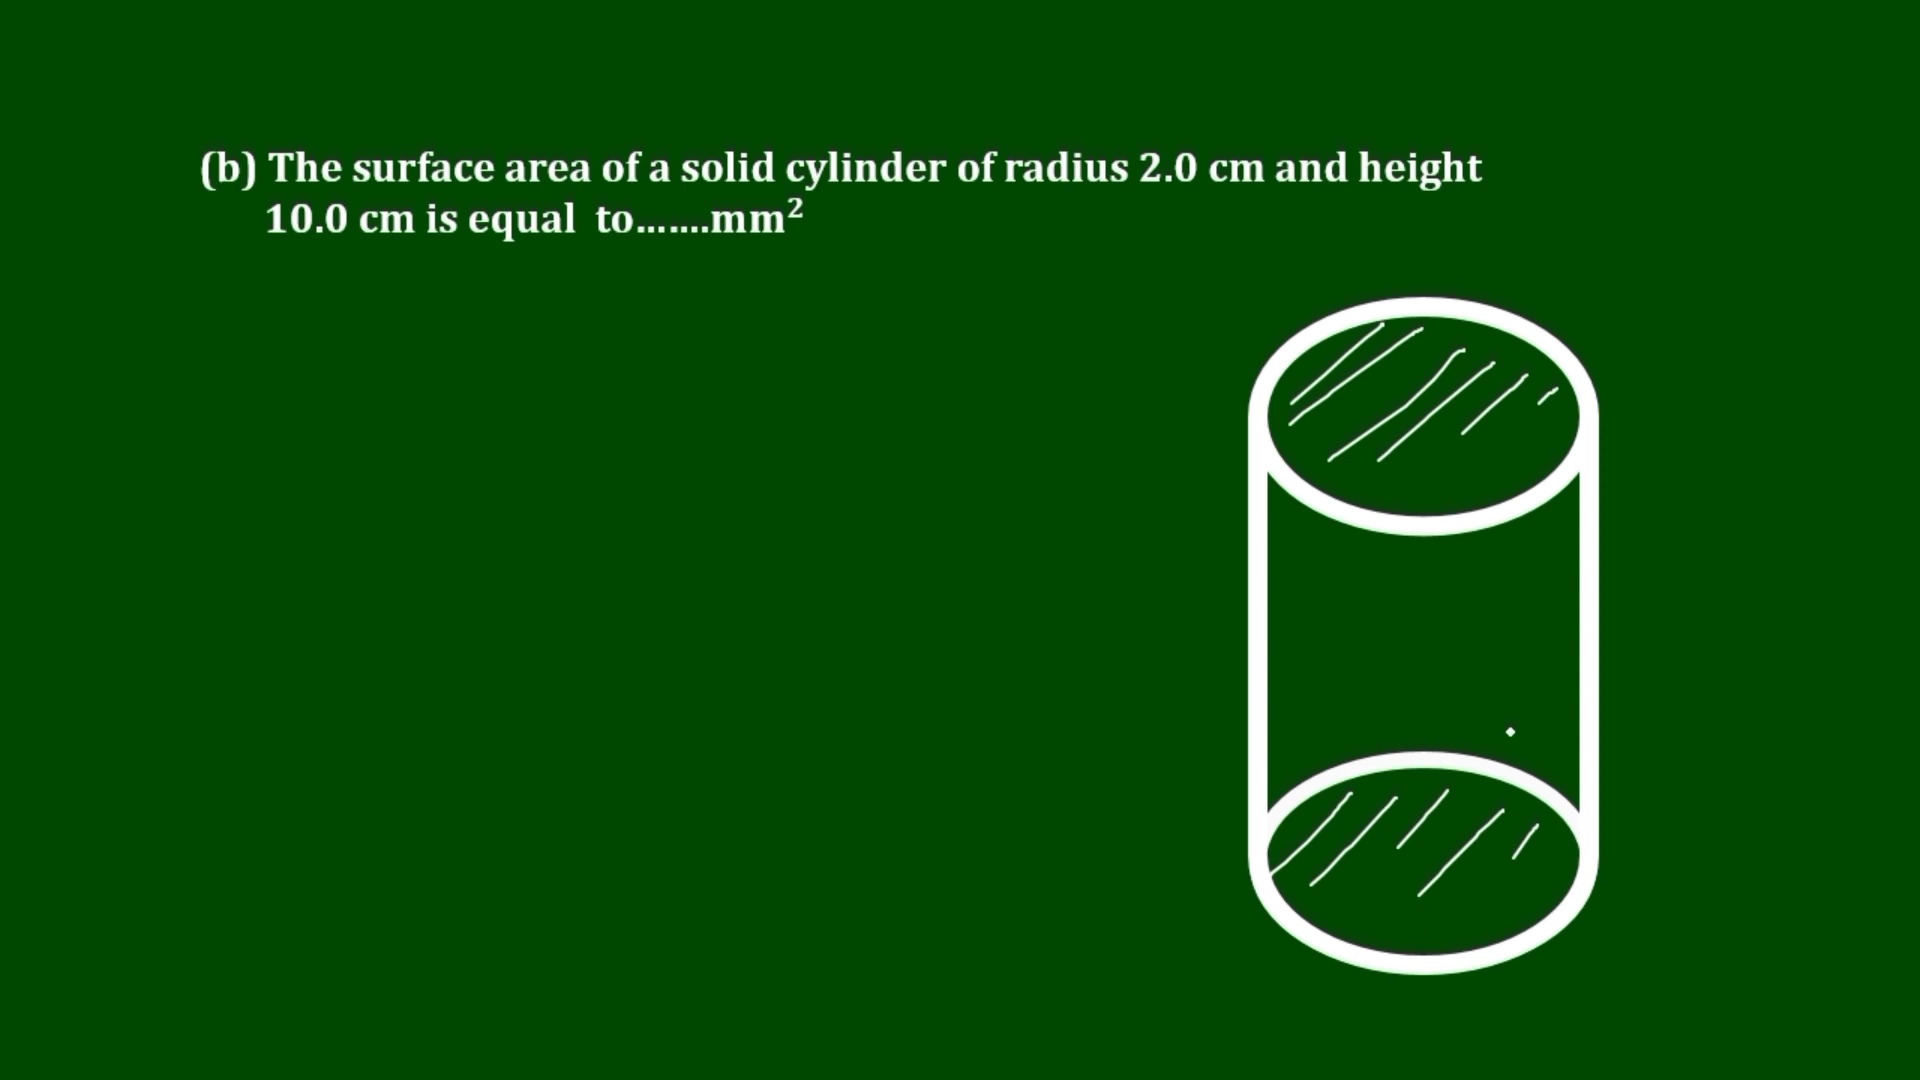 (b) The surface area of a solid cylinder of radius 2.0 cm and height
10.0 cm is equal to.......mm²